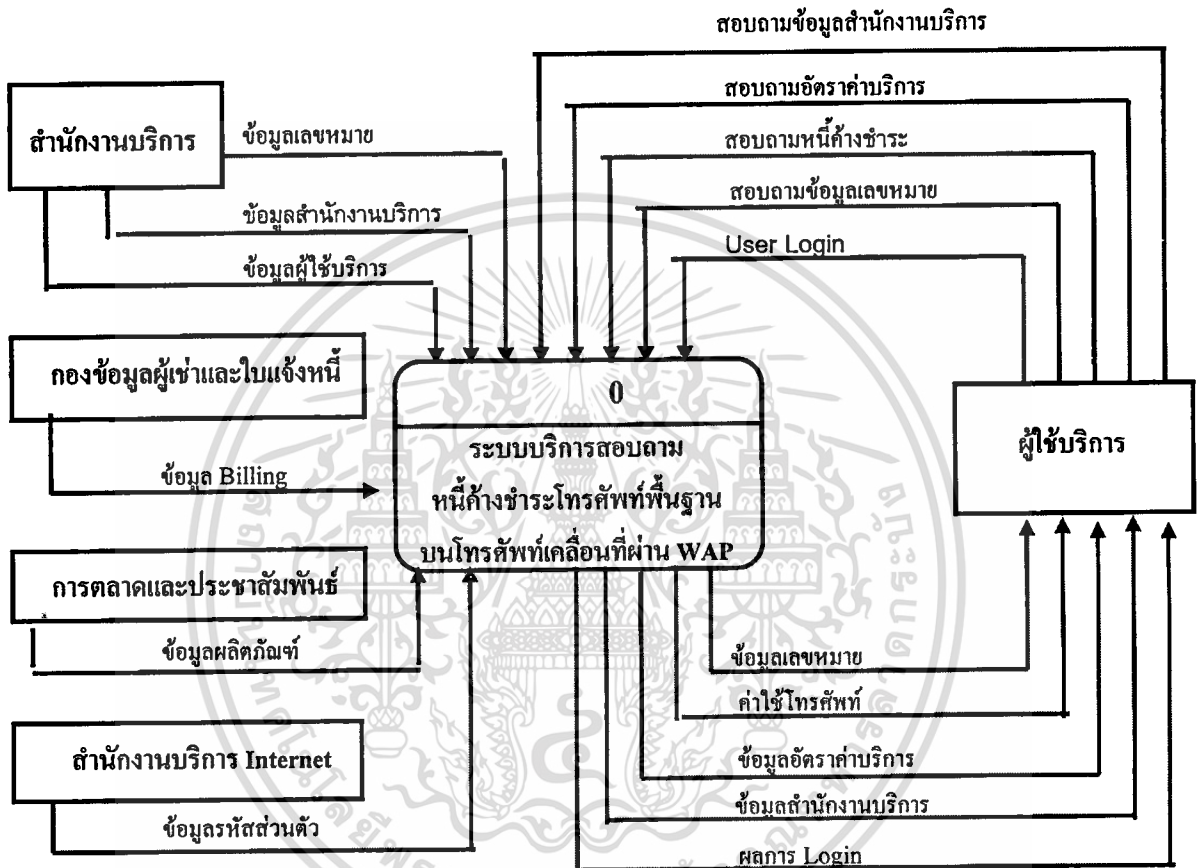 สอบถามข้อมูลสำนักงานบริการ
สอบถามอัตราค่าบริการ
สำนักงานบริการ
ข้อมูลเลขหมาย
สอบถามหนี้ค้างชำระ
สอบถามข้อมูลเลขหมาย
ข้อมูลสำนักงานบริการ
User Login
ข้อมูลผู้ใช้บริการ
กองข้อมูลผู้เช่าและใบแจ้งหนี้
0
ระบบบริการสอบถาม
หนี้ค้างชำระโทรศัพท์พื้นฐาน
บนโทรศัพท์เคลื่อนที่ผ่าน WAP
ผู้ใช้บริการ
ข้อมูล Billing
การตลาดและประชาสัมพันธ์
ข้อมูลผลิตภัณฑ์
ข้อมูลเลขหมาย
ค่าใช้โทรศัพท์
สำนักงานบริการ Internet
ข้อมูลอัตราค่าบริการ
ข้อมูลสำนักงานบริการ
ข้อมูลรหัสส่วนตัว
ผลการ Login